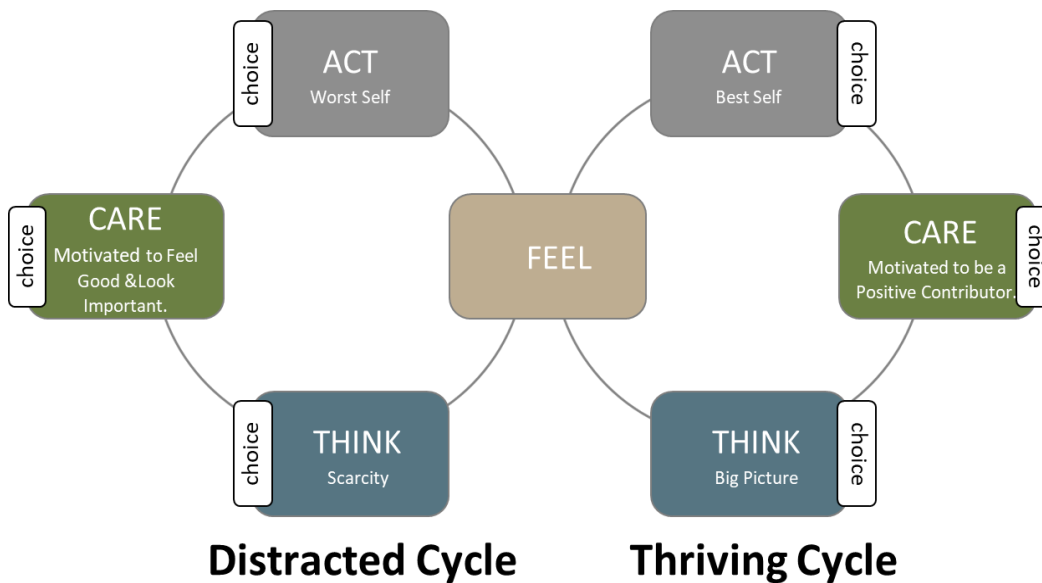 choice
ACT
Worst Self
ACT
Best Self
choice
choice
CARE
Motivated to Feel
Good &Look
Important.
FEEL
CARE
Motivated to be a
Positive Contributor.
choice
choice
THINK
Scarcity
THINK
Big Picture
choice
Distracted Cycle
Thriving Cycle